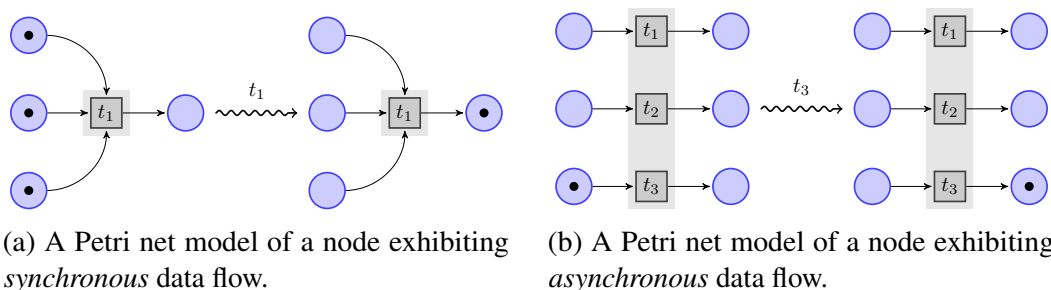 t₁ t₁ t₁ t₁
t₁ t₂ t₃ t₂
t₃ t₃
(a) A Petri net model of a node exhibiting
synchronous data flow.
(b) A Petri net model of a node exhibiting
asynchronous data flow.